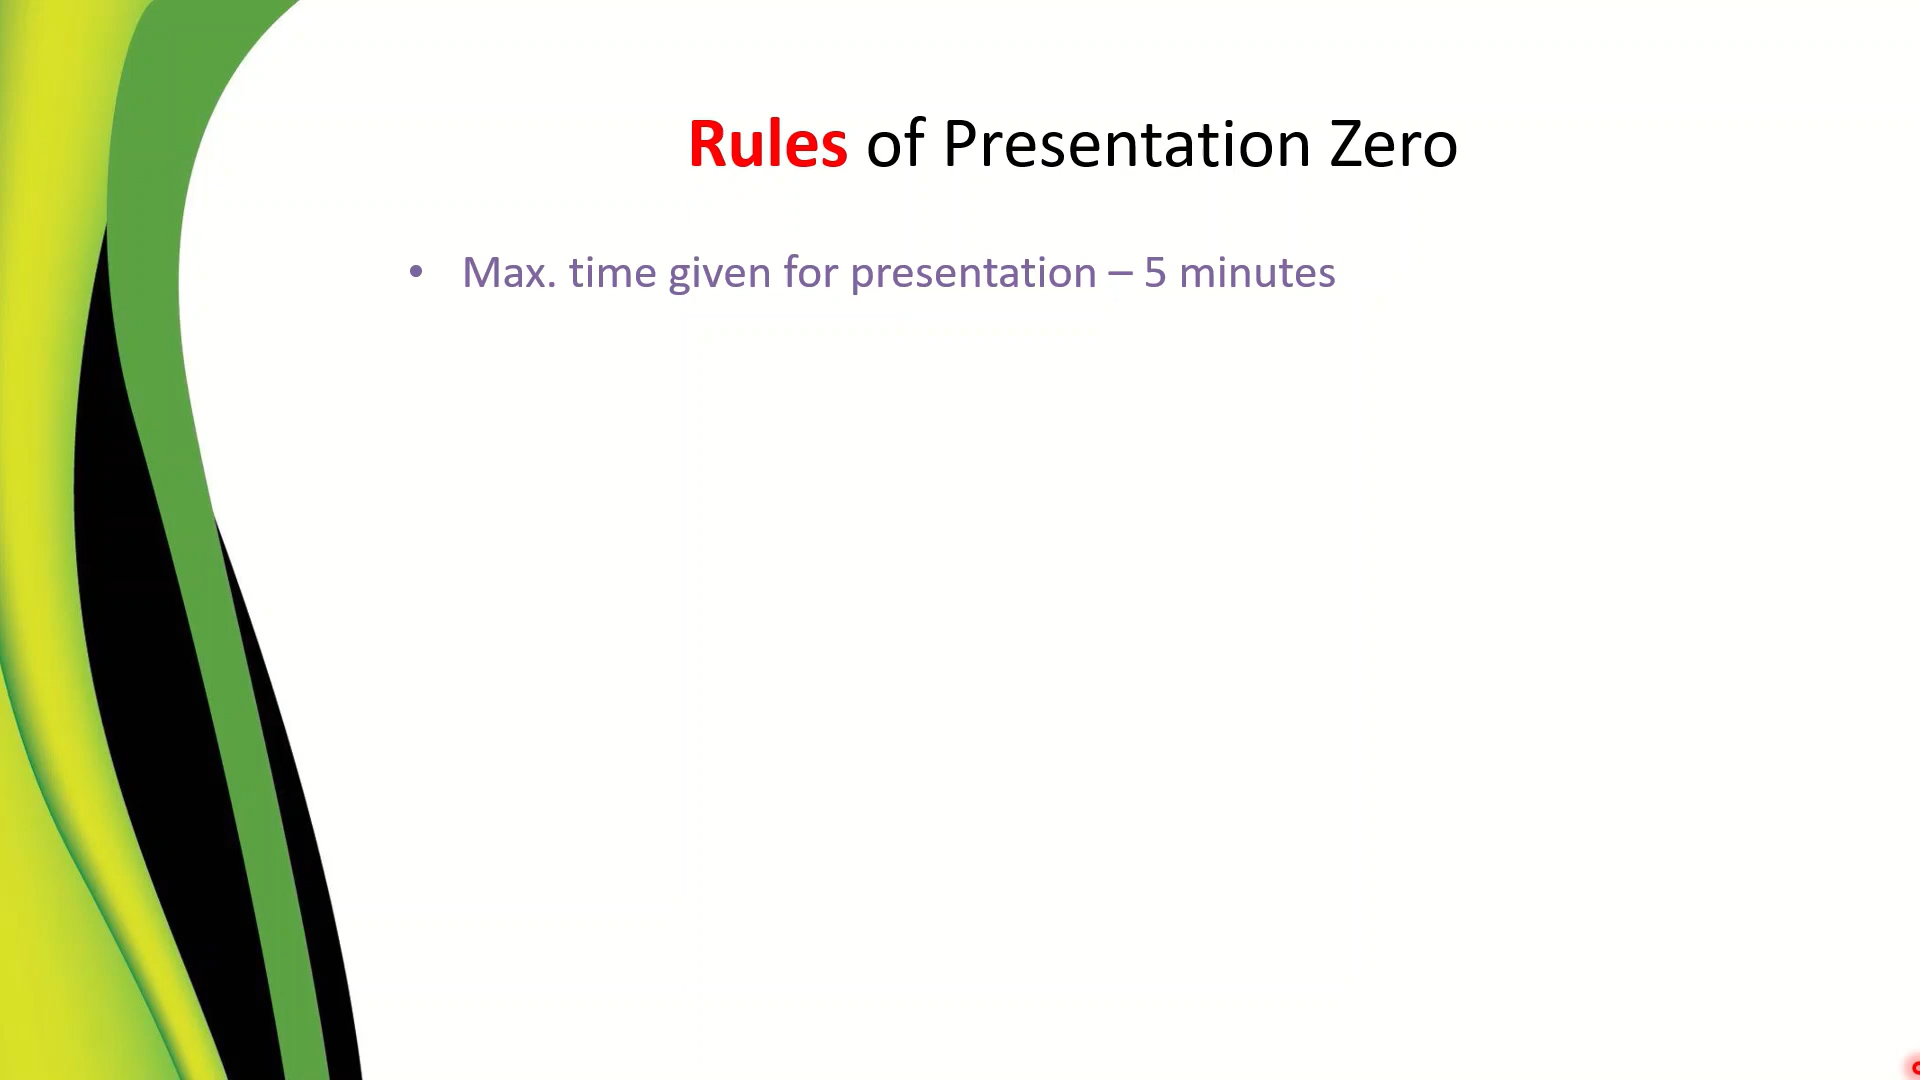 Rules of Presentation Zero
• Max. time given for presentation – 5 minutes